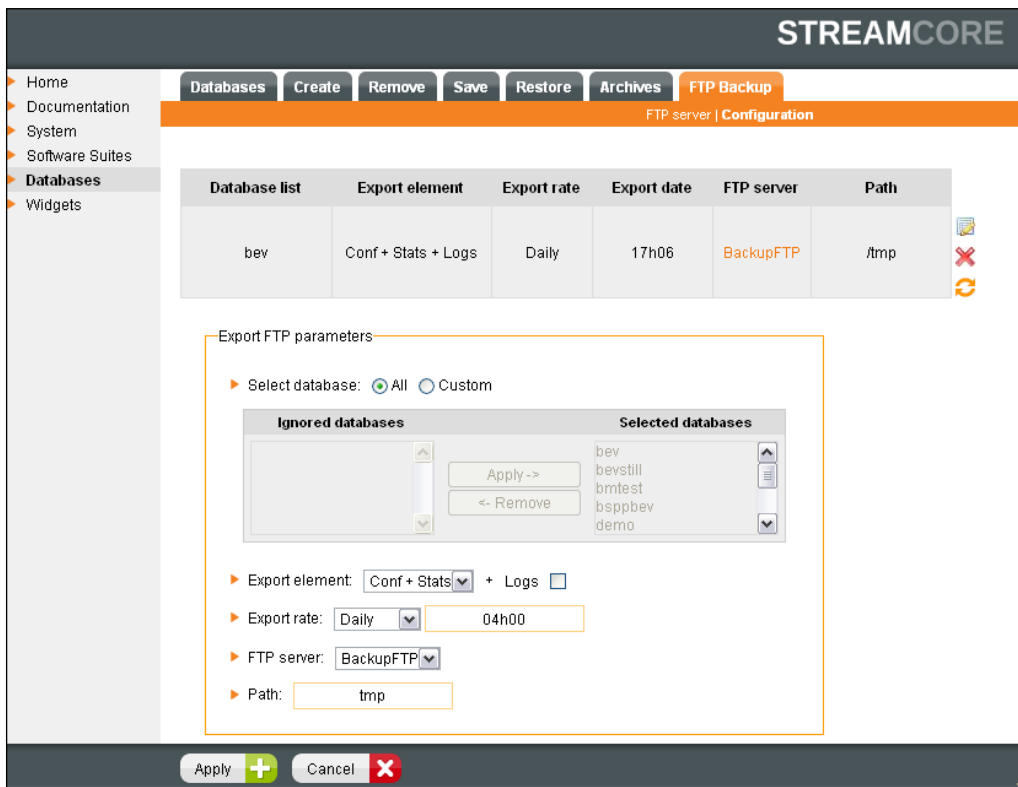 STREAMCORE
Home
Documentation
System
Software Suites
Databases
Widgets
Databases Create Remove Save Restore Archives FTP Backup
FTP server | Configuration
Database list Export element Export rate Export date FTP server Path
bev Conf + Stats + Logs Daily 17h06 BackupFTP /tmp
Export FTP parameters
Select database: All Custom
Ignored databases Selected databases
Apply ->
<- Remove
bev
bevstill
bmtest
bsppbev
demo
Export element: Conf + Stats + Logs
Export rate: Daily 04h00
FTP server: BackupFTP
Path: tmp
Apply Cancel